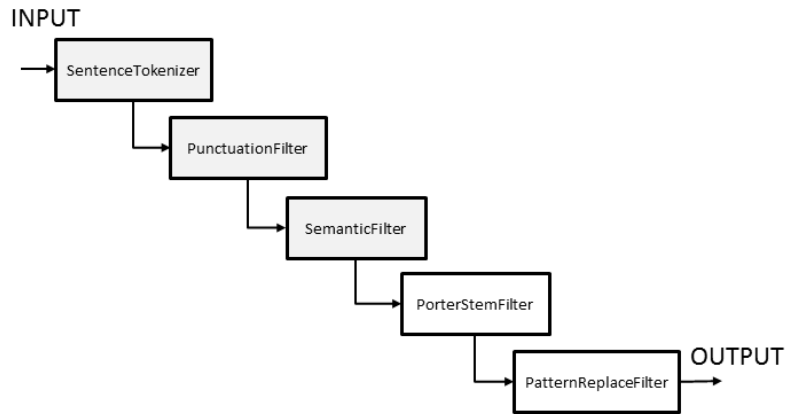 INPUT
SentenceTokenizer
PunctuationFilter
SemanticFilter
PorterStemFilter
OUTPUT
PatternReplaceFilter